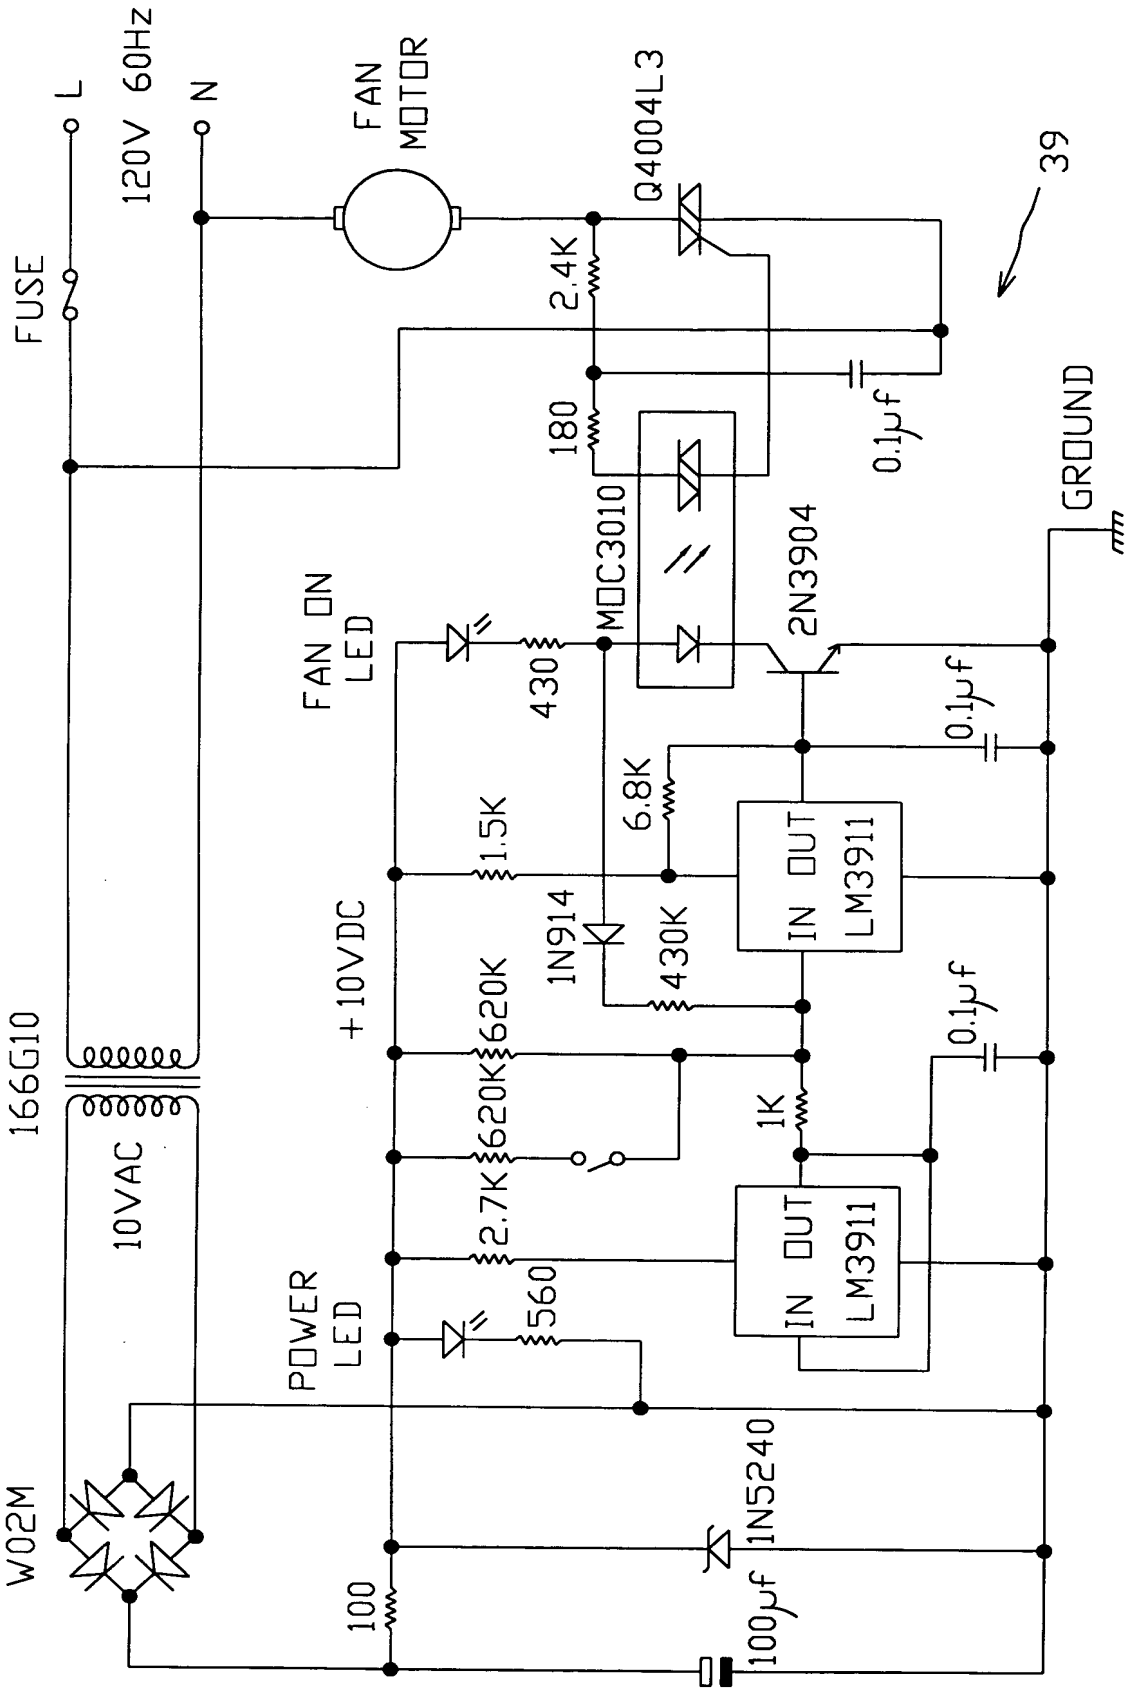 FUSE
L
120V 60Hz
N
FAN
MOTOR
Q4004L3
2.4K
180
0.1µf
39
MOC3010
166G10
10VAC
W02M
FAN ON
LED
430
2N3904
GROUND
0.1µf
+10VDC
1.5K
6.8K
1N914
430K
IN OUT
LM3911
620K
620K
1K
0.1µf
2.7K
IN OUT
LM3911
POWER
LED
560
1N5240
100
100µf